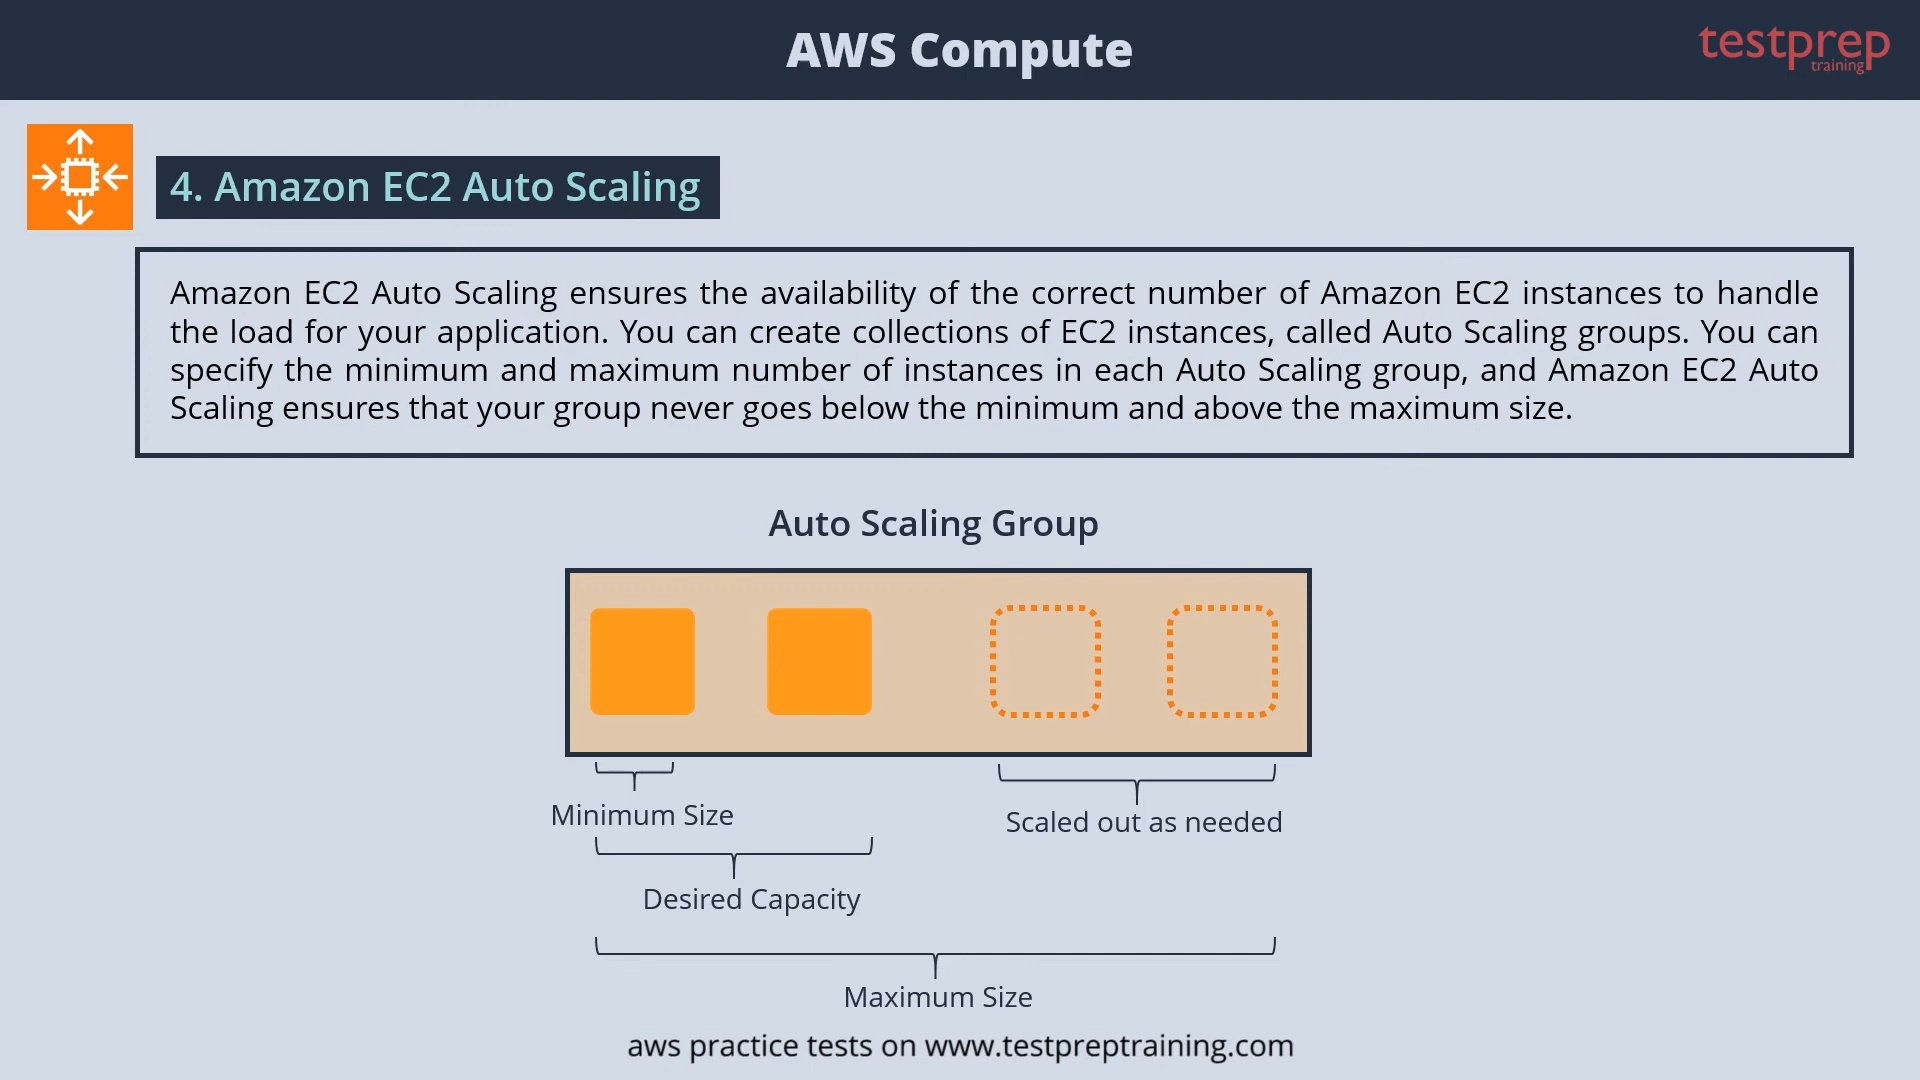 AWS Compute
testprep
training
4. Amazon EC2 Auto Scaling
Amazon EC2 Auto Scaling ensures the availability of the correct number of Amazon EC2 instances to handle
the load for your application. You can create collections of EC2 instances, called Auto Scaling groups. You can
specify the minimum and maximum number of instances in each Auto Scaling group, and Amazon EC2 Auto
Scaling ensures that your group never goes below the minimum and above the maximum size.
Auto Scaling Group
Minimum Size
Scaled out as needed
Desired Capacity
Maximum Size
aws practice tests on www.testpreptraining.com